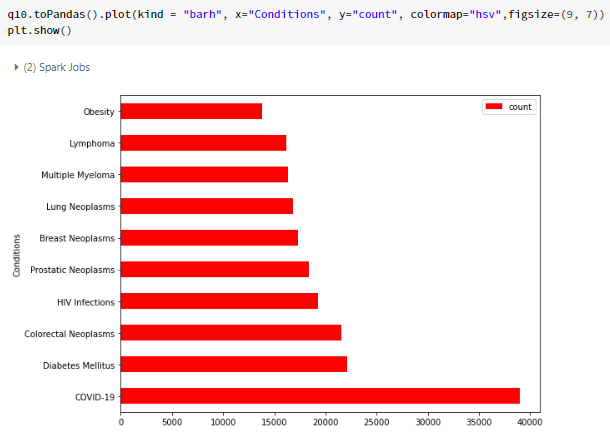 q10.toPandas().plot(kind = "barh", x="Conditions", y="count", colormap="hsv",figsize=(9, 7))
plt.show()
(2) Spark Jobs
count
Obesity
Lymphoma
Multiple Myeloma
Lung Neoplasms
Breast Neoplasms
Prostatic Neoplasms
HIV Infections
Colorectal Neoplasms
Diabetes Mellitus
COVID-19
Conditions
0 5000 10000 15000 20000 25000 30000 35000 40000